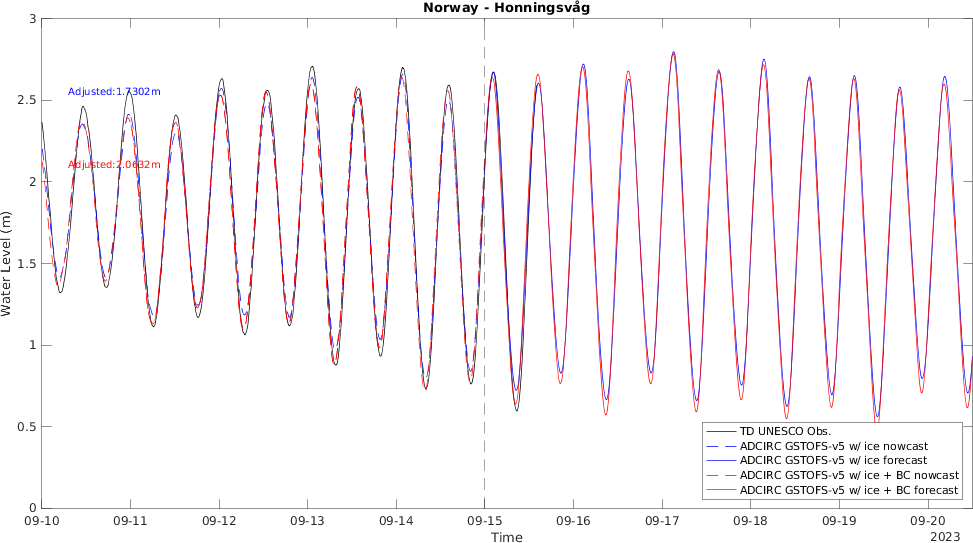 Norway - Honningsvåg
3
2.5
2
1.5
1
0.5
0
Water Level (m)
Adjusted:1.7302m
Adjusted:2.0632m
TD UNESCO Obs.
ADCIRC GSTOFS-v5 w/ ice nowcast
ADCIRC GSTOFS-v5 w/ ice forecast
ADCIRC GSTOFS-v5 w/ ice + BC nowcast
ADCIRC GSTOFS-v5 w/ ice + BC forecast
09-10 09-11 09-12 09-13 09-14 09-15 09-16 09-17 09-18 09-19 09-20
Time
2023